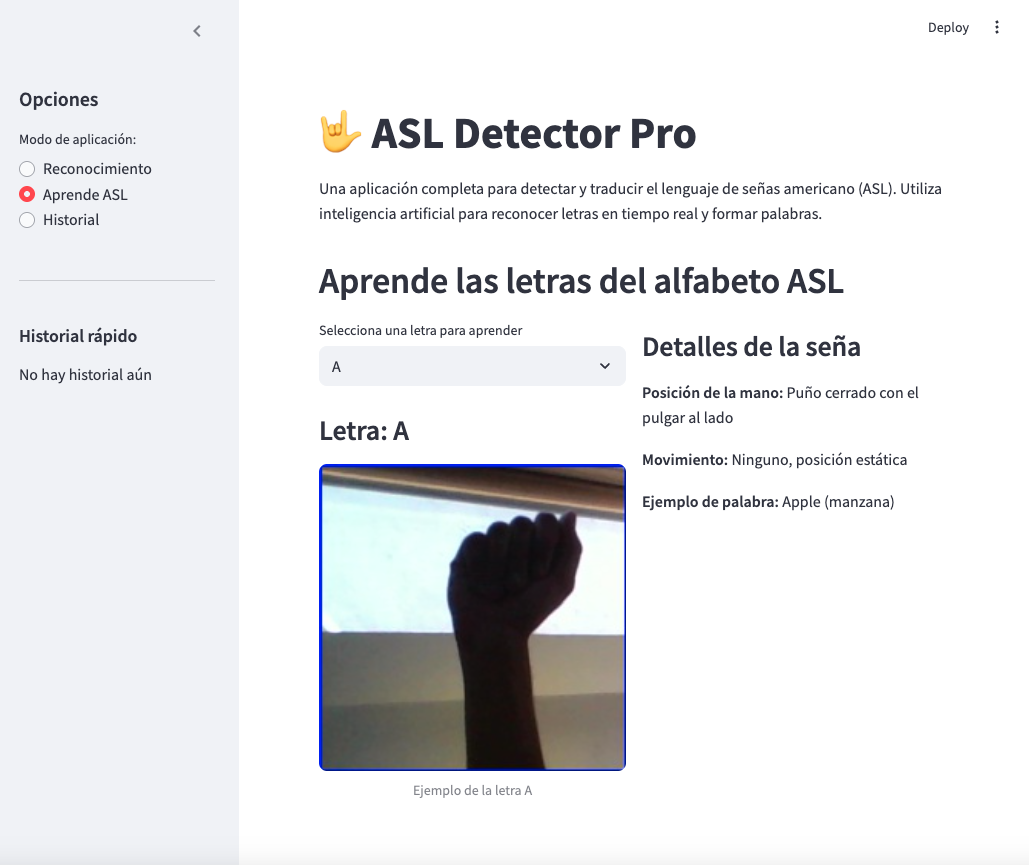 Deploy
Opciones
Modo de aplicación:
Reconocimiento
Aprende ASL
Historial
Historial rápido
No hay historial aún
🤟 ASL Detector Pro
Una aplicación completa para detectar y traducir el lenguaje de señas americano (ASL). Utiliza
inteligencia artificial para reconocer letras en tiempo real y formar palabras.
Aprende las letras del alfabeto ASL
Selecciona una letra para aprender
A
Letra: A
Ejemplo de la letra A
Detalles de la seña
Posición de la mano: Puño cerrado con el
pulgar al lado
Movimiento: Ninguno, posición estática
Ejemplo de palabra: Apple (manzana)